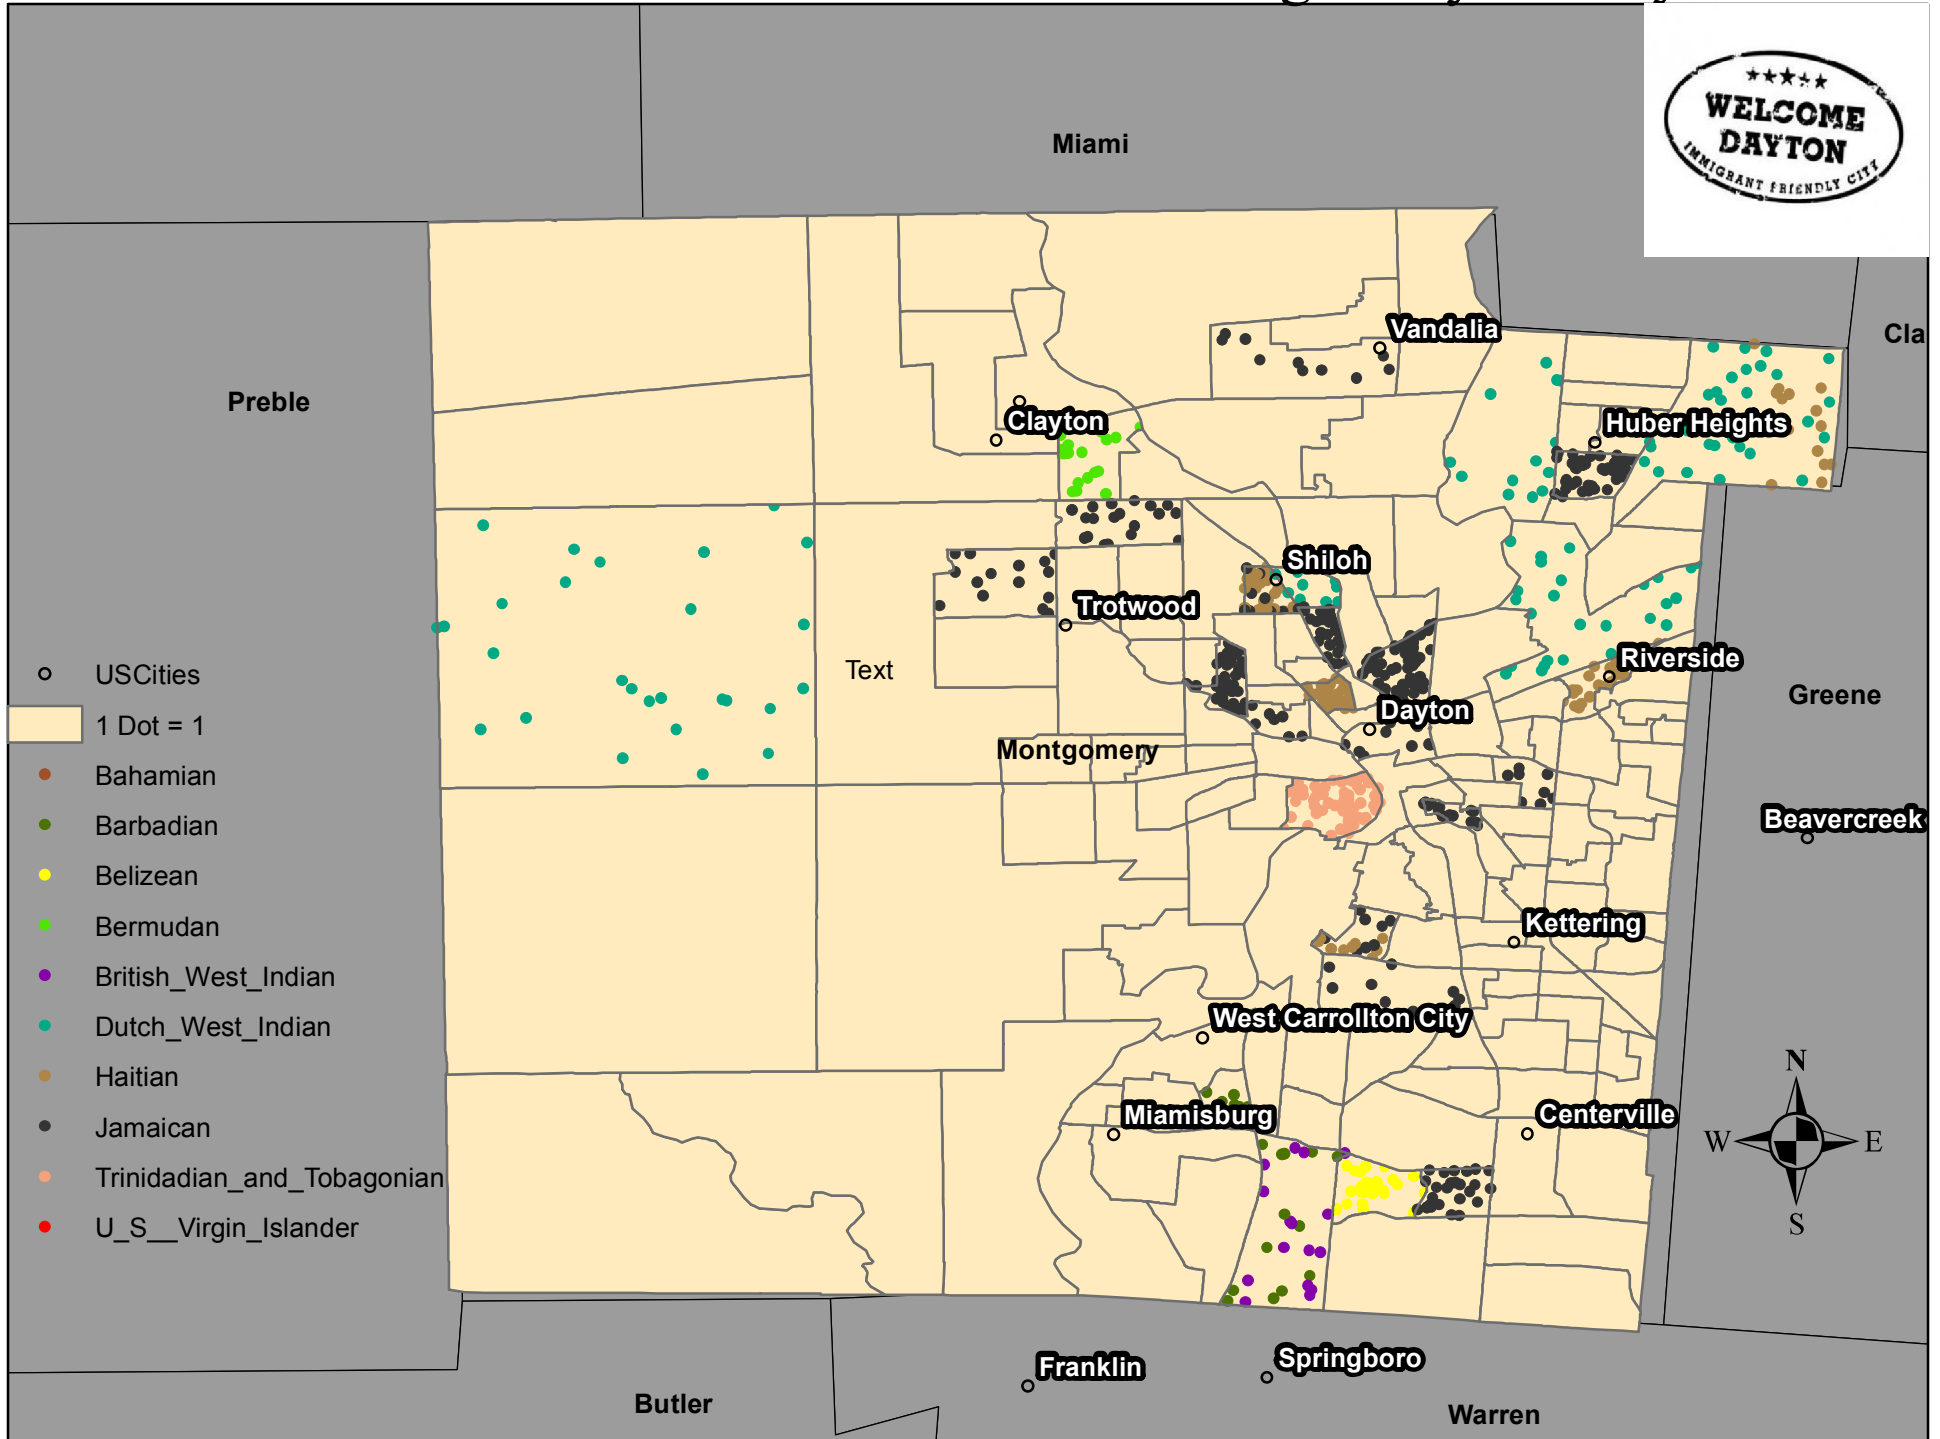 WELCOME
DAYTON
IMMIGRANT FRIENDLY CITY
Miami
Cla
Vandalia
Preble
Clayton
Huber Heights
Shiloh
Trotwood
Riverside
Text
Greene
Dayton
Montgomery
Beavercreek
Kettering
West Carrollton City
Miamisburg
Centerville
Franklin
Springboro
Butler
Warren
USCities
1 Dot = 1
Bahamian
Barbadian
Belizean
Bermudan
British_West_Indian
Dutch_West_Indian
Haitian
Jamaican
Trinidadian_and_Tobagonian
U_S__Virgin_Islander
N
W E
S